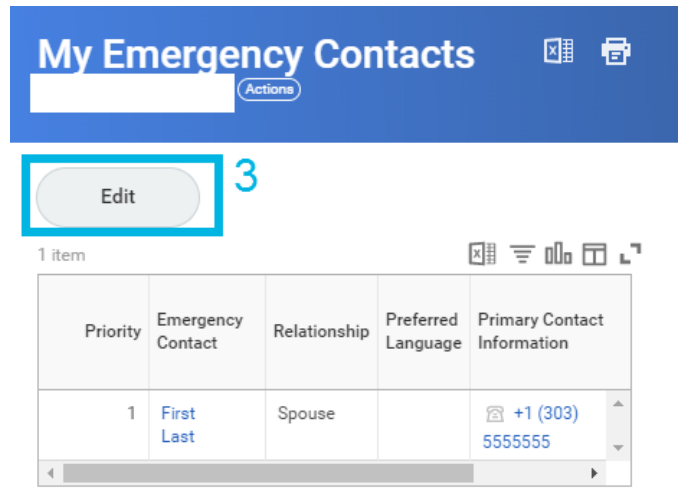 My Emergency Contacts
Actions
Edit
3
1 item
Priority
Emergency
Contact
Relationship
Preferred
Language
Primary Contact
Information
1
First
Last
Spouse
+1 (303)
5555555